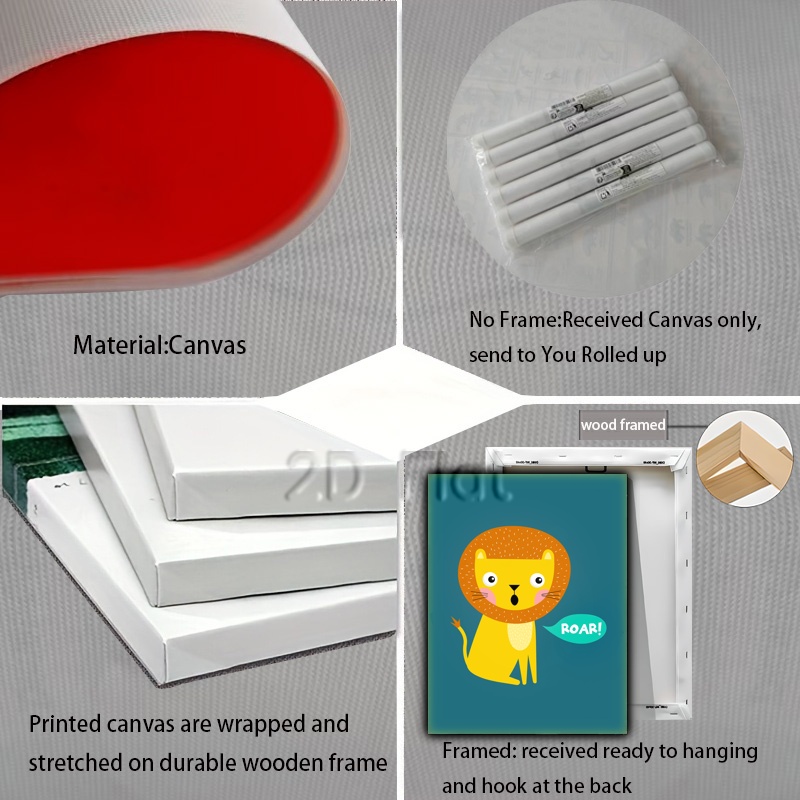 Material:Canvas
No Frame:Received Canvas only,
send to You Rolled up
wood framed
2D Flat
ROAR!
Printed canvas are wrapped and
stretched on durable wooden frame
Framed: received ready to hanging
and hook at the back